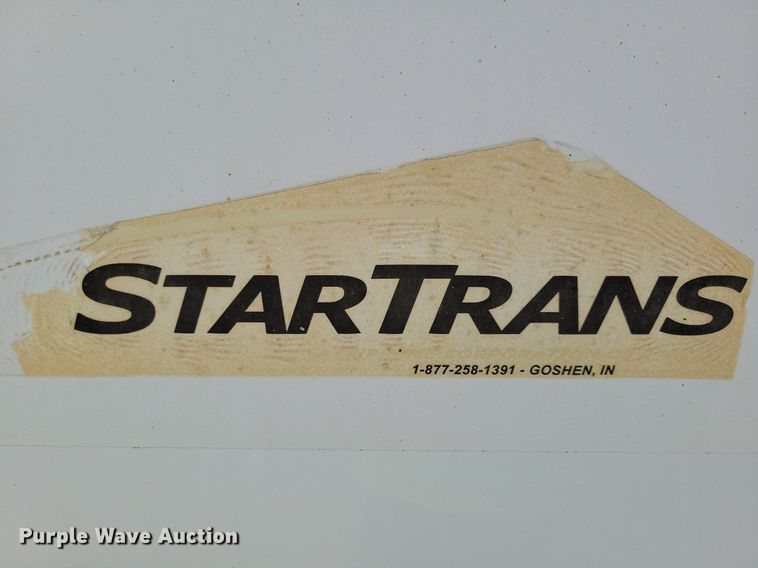 STARTRANS
1-877-258-1391 - GOSHEN, IN
Purple Wave Auction